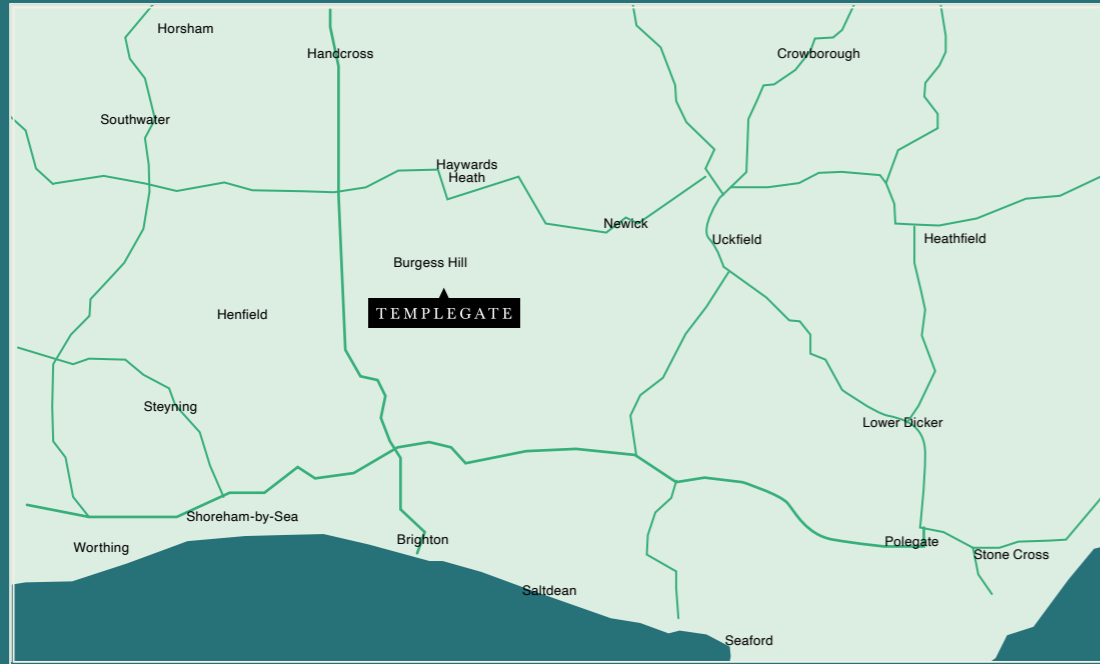 Horsham
Handcross
Crowborough
Southwater
Haywards
Heath
Newick
Uckfield
Heathfield
Burgess Hill
TEMPLEGATE
Henfield
Steyning
Lower Dicker
Shoreham-by-Sea
Brighton
Polegate
Worthing
Stone Cross
Saltdean
Seaford